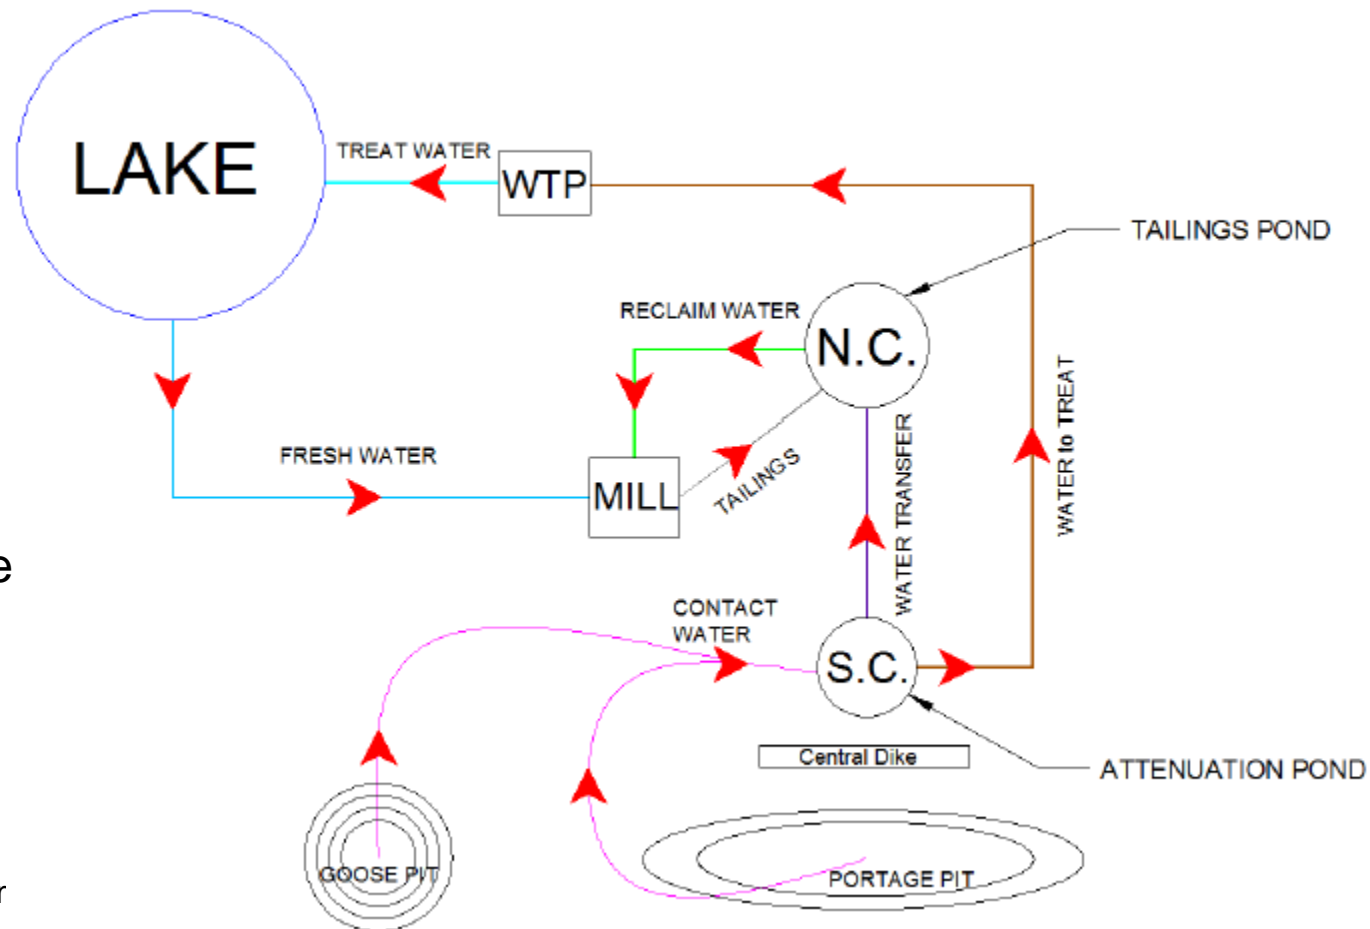 LAKE
TREAT WATER
WTP
TAILINGS POND
RECLAIM WATER
N.C.
WATER to TREAT
FRESH WATER
MILL
TAILINGS
WATER TRANSFER
e
CONTACT
WATER
S.C.
Central Dike
ATTENUATION POND
GOOSE PIT
PORTAGE PIT
r